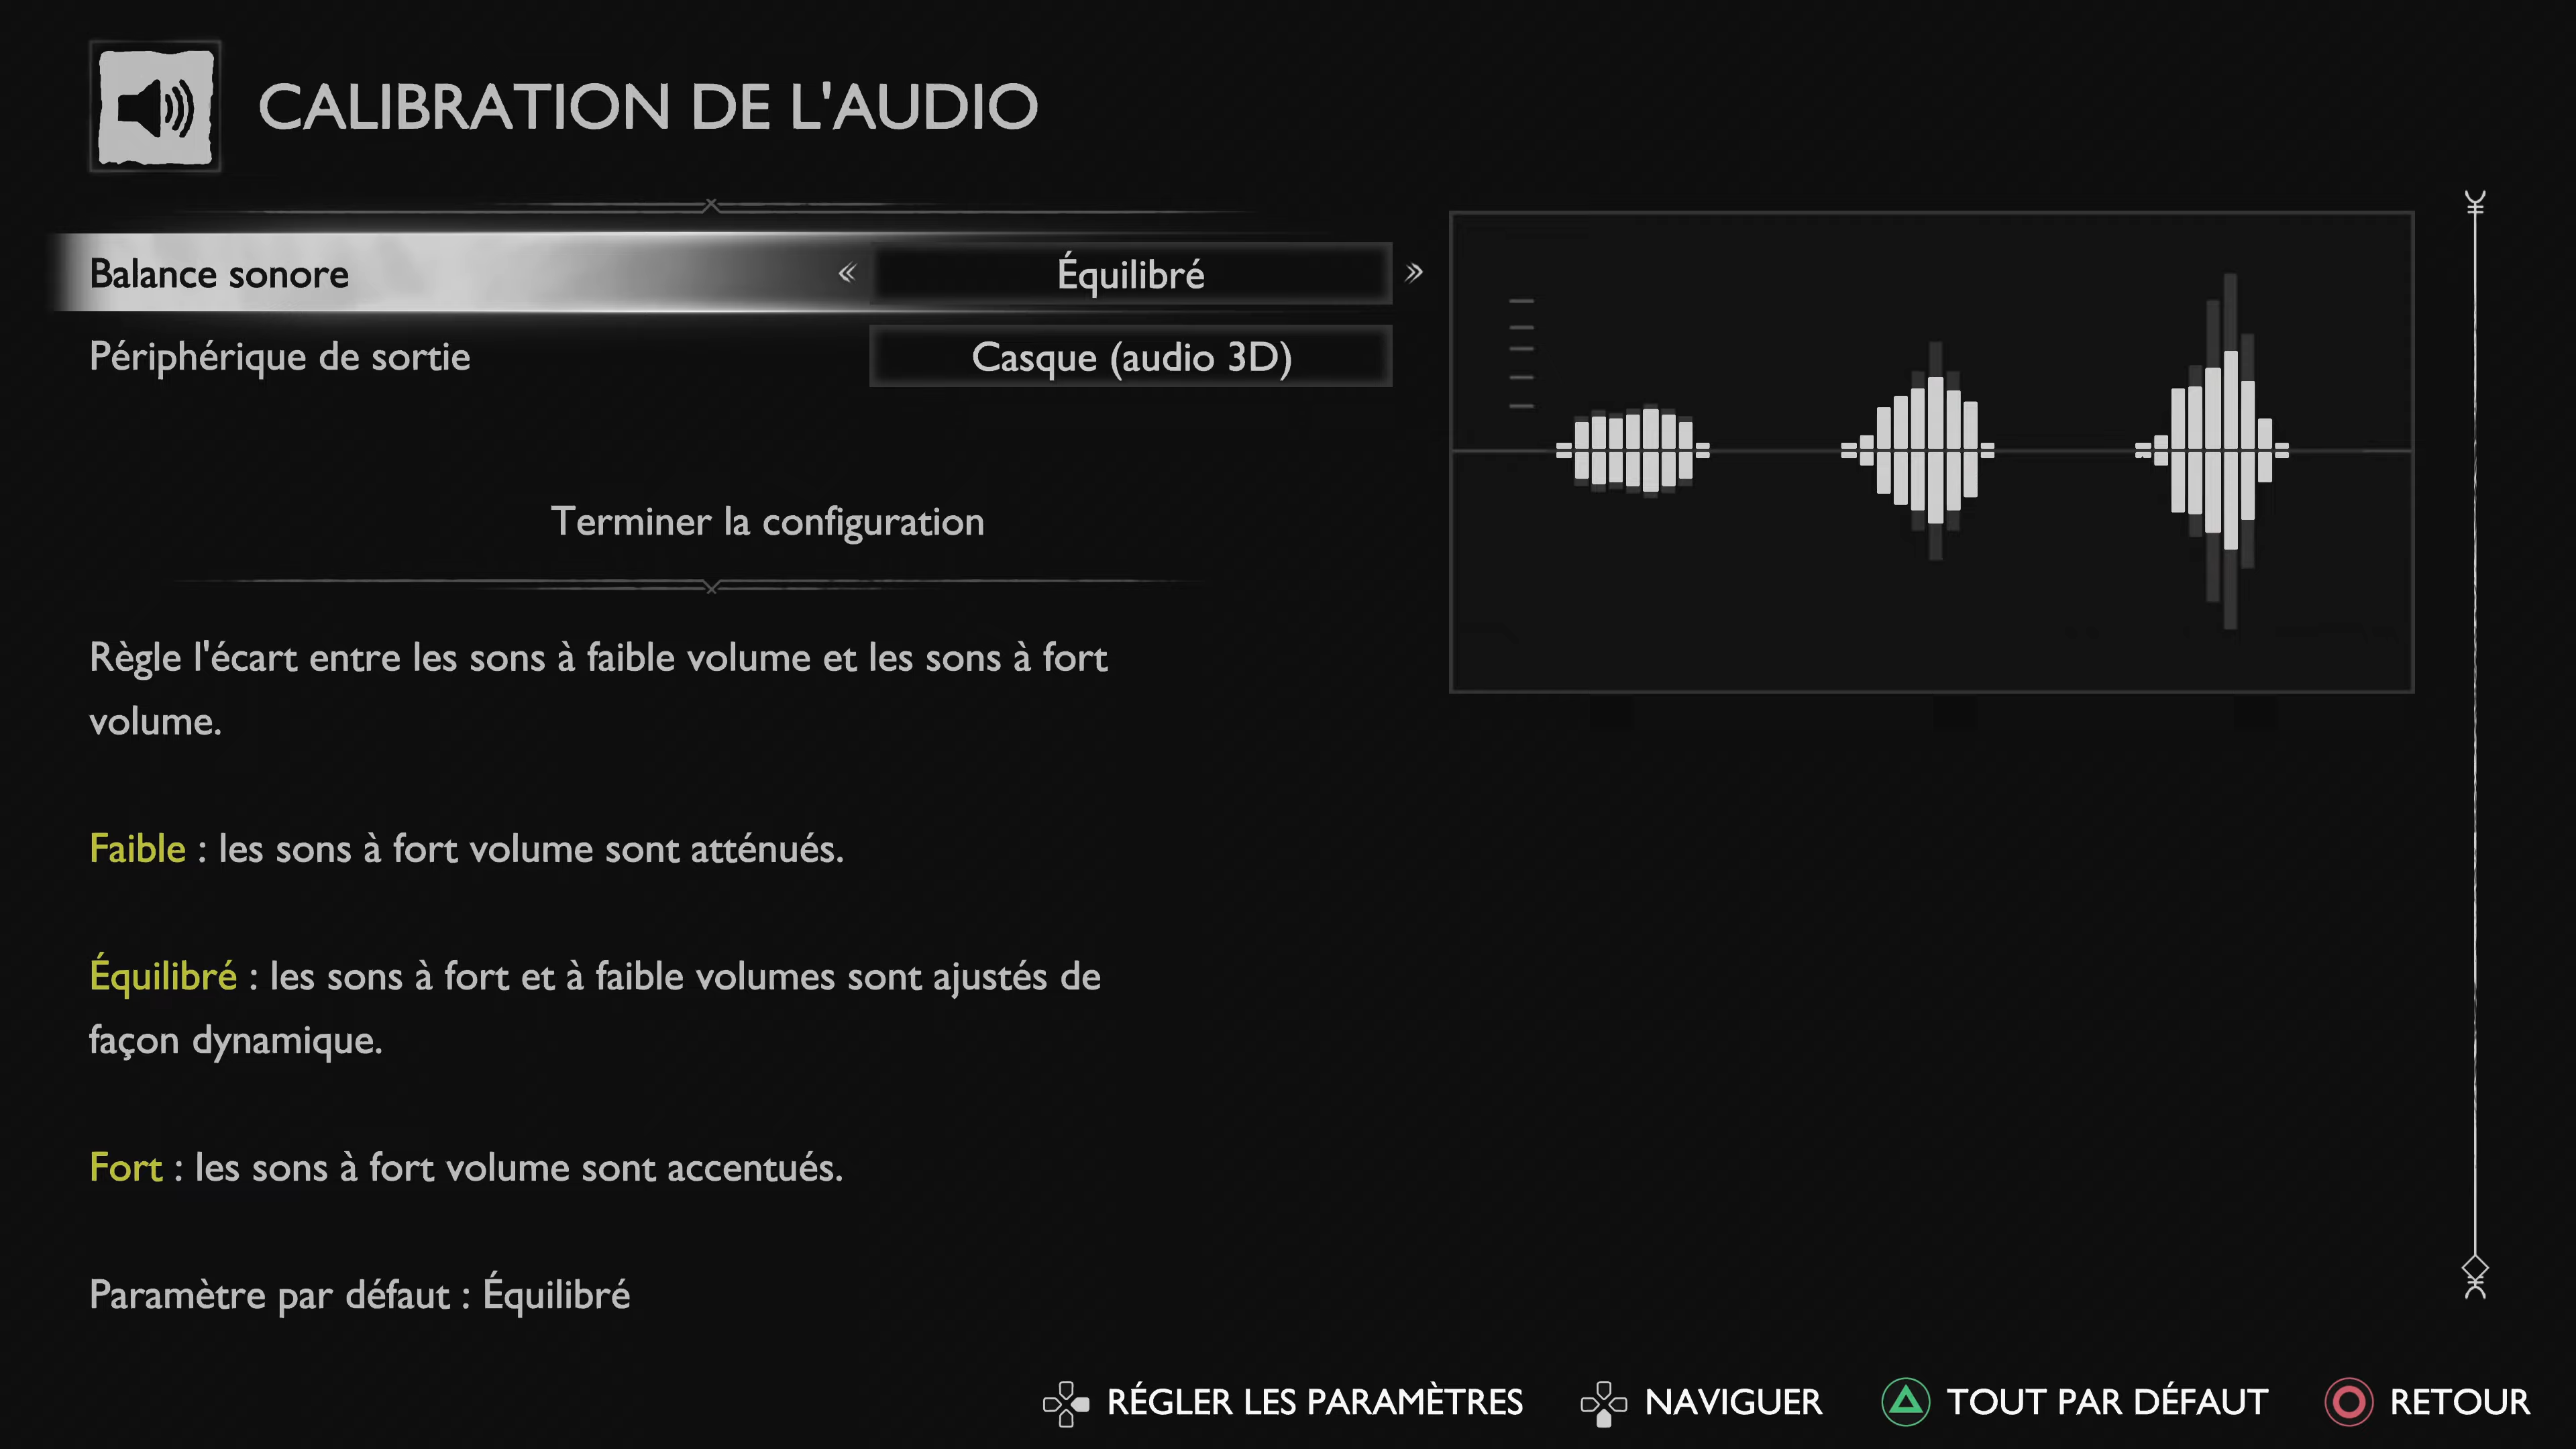 CALIBRATION DE L'AUDIO
Balance sonore
Équilibré
Périphérique de sortie
Casque (audio 3D)
Terminer la configuration
Règle l'écart entre les sons à faible volume et les sons à fort
volume.
Faible : les sons à fort volume sont atténués.
Équilibré : les sons à fort et à faible volumes sont ajustés de
façon dynamique.
Fort : les sons à fort volume sont accentués.
Paramètre par défaut : Équilibré
RÉGLER LES PARAMÈTRES
NAVIGUER
TOUT PAR DÉFAUT
RETOUR